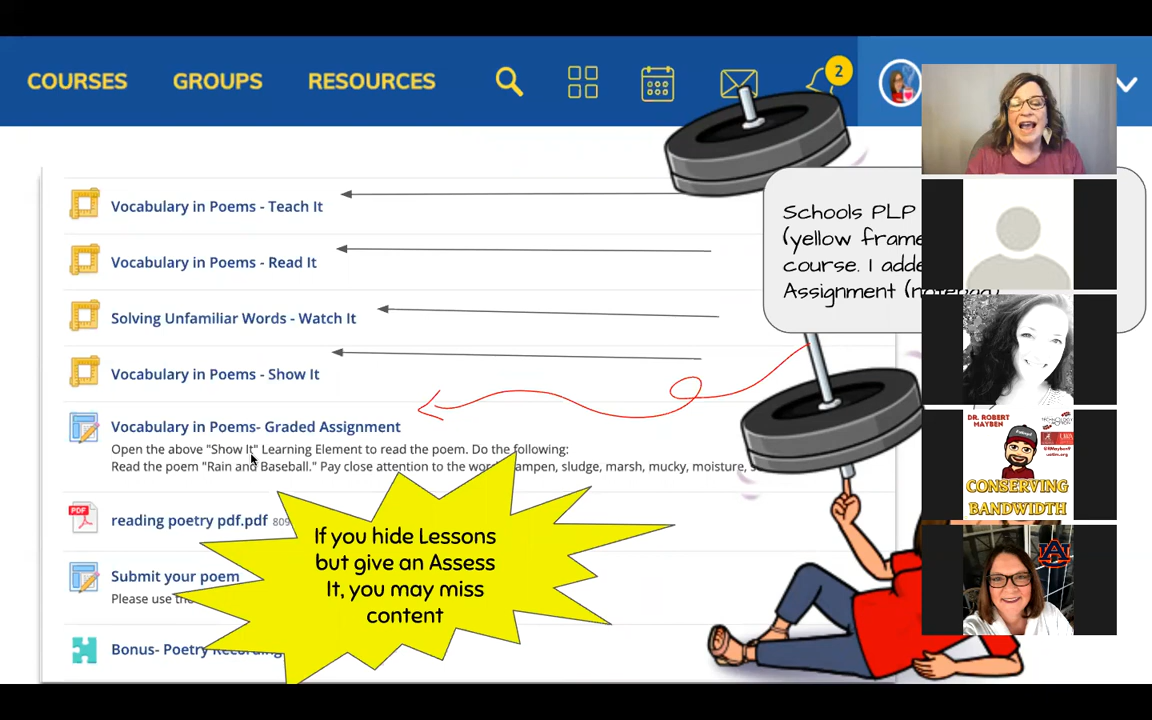 COURSES GROUPS RESOURCES
2
Vocabulary in Poems - Teach It
Vocabulary in Poems - Read It
Solving Unfamiliar Words - Watch It
Vocabulary in Poems - Show It
Vocabulary in Poems- Graded Assignment
Open the above "Show It" Learning Element to read the poem. Do the following:
Read the poem "Rain and Baseball." Pay close attention to the ampen, sludge, marsh, mucky, moisture, s
PDF
reading poetry pdf.pdf 809
Submit your poem
Please use
Bonus- Poetry Recording
If you hide Lessons
but give an Assess
It, you may miss
content
Schools PLP
(yellow frame
course. I adde
Assignment (notepad)
DR. ROBERT
MAYBEN
CONSERVING
BANDWIDTH